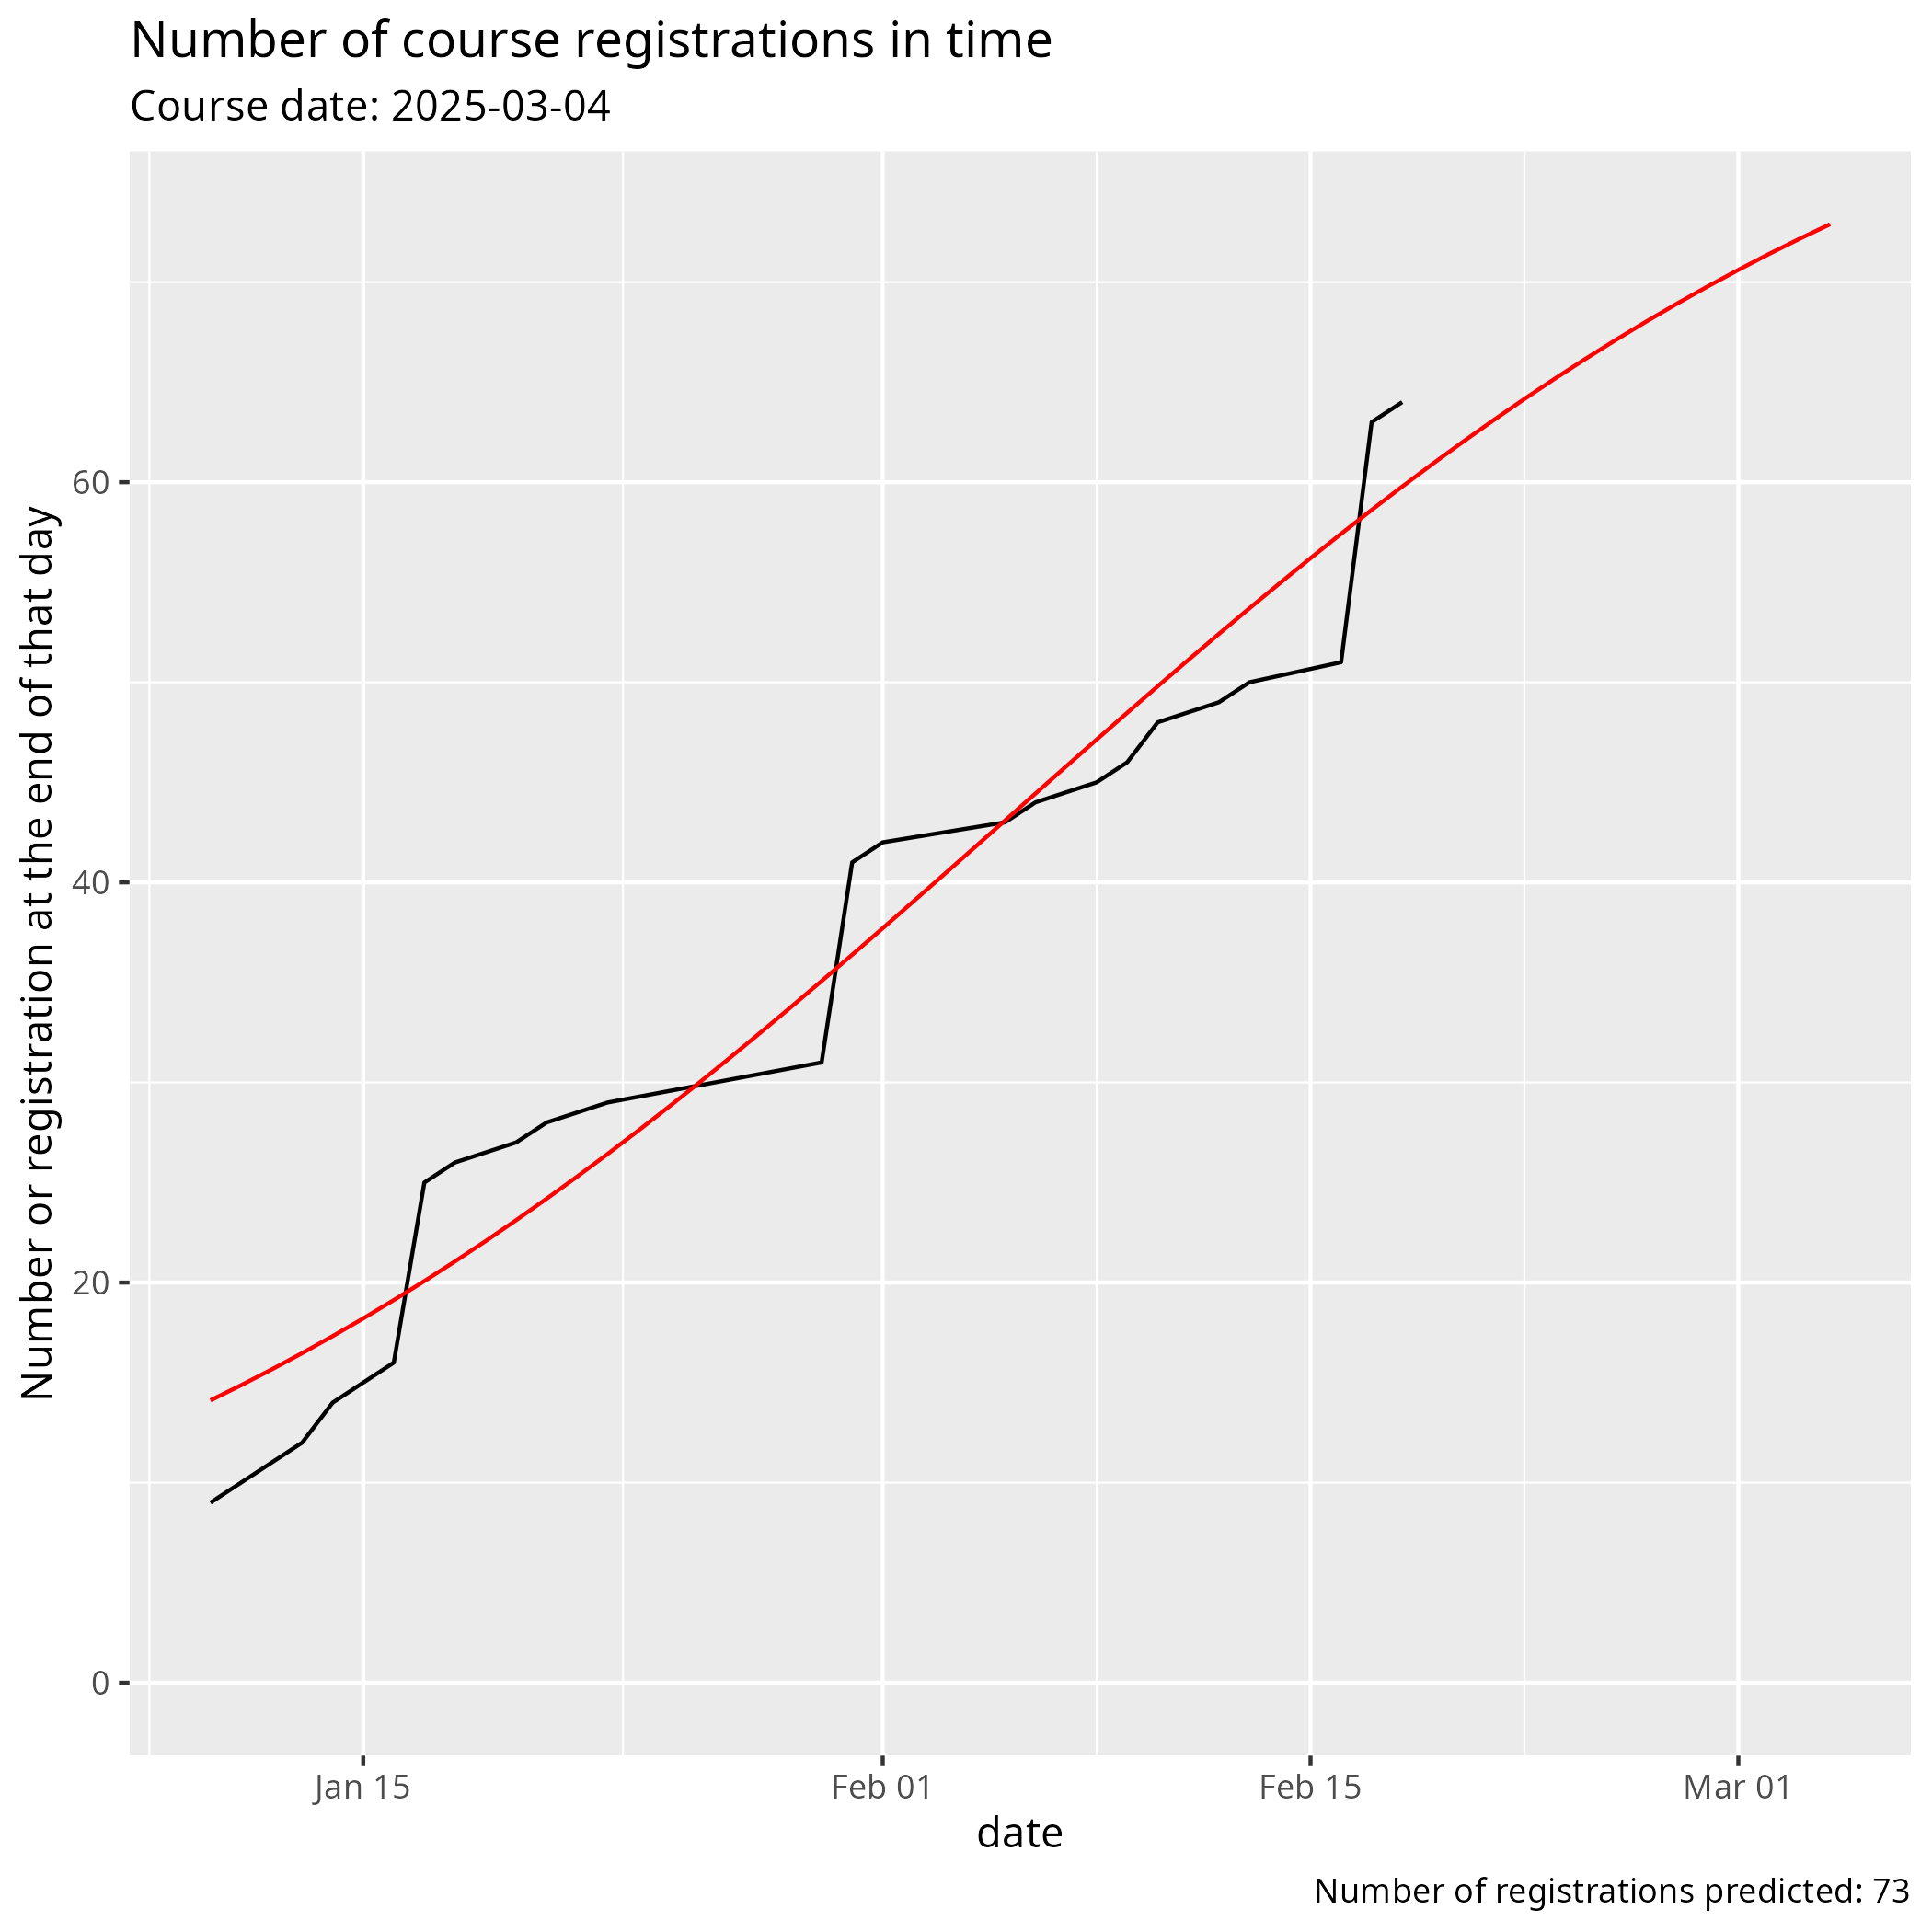 Number of course registrations in time
Course date: 2025-03-04
Number or registration at the end of that day
60
40
20
0
Jan 15
Feb 01
Feb 15
Mar 01
date
Number of registrations predicted: 73